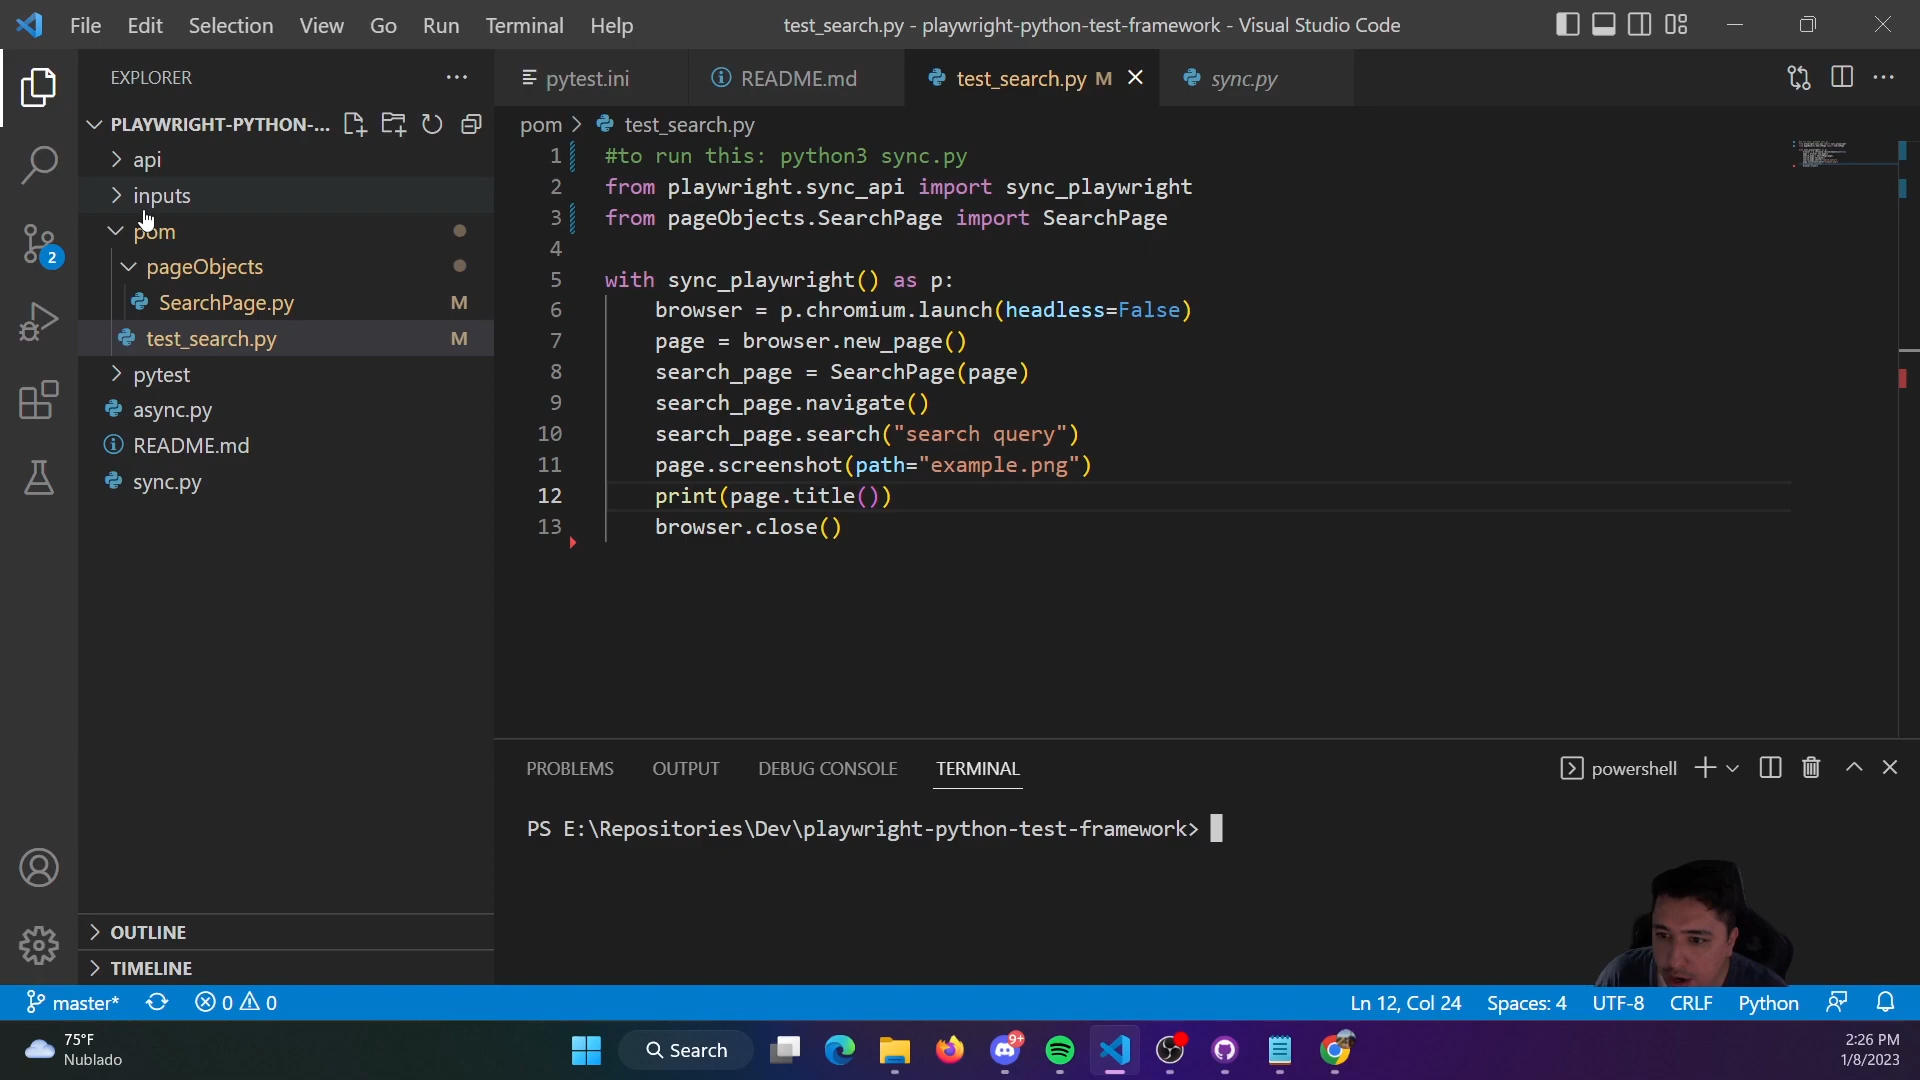 File Edit Selection View Go Run Terminal Help
test_search.py - playwright-python-test-framework - Visual Studio Code
EXPLORER
PLAYWRIGHT-PYTHON-...
api
inputs
pom
pageObjects
SearchPage.py M
test_search.py M
pytest
async.py
README.md
sync.py
OUTLINE
TIMELINE
2
pytest.ini README.md test_search.py M sync.py
pom > test_search.py
1 #to run this: python3 sync.py
2 from playwright.sync_api import sync_playwright
3 from pageObjects.SearchPage import SearchPage
4
5 with sync_playwright() as p:
6 browser = p.chromium.launch(headless=False)
7 page = browser.new_page()
8 search_page = SearchPage(page)
9 search_page.navigate()
10 search_page.search("search query")
11 page.screenshot(path="example.png")
12 print(page.title())
13 browser.close()
PROBLEMS OUTPUT DEBUG CONSOLE TERMINAL
powershell
PS E:\Repositories\Dev\playwright-python-test-framework>
master* 0 0
Ln 12, Col 24 Spaces: 4 UTF-8 CRLF Python
75°F
Nublado
Search
9+
2:26 PM
1/8/2023